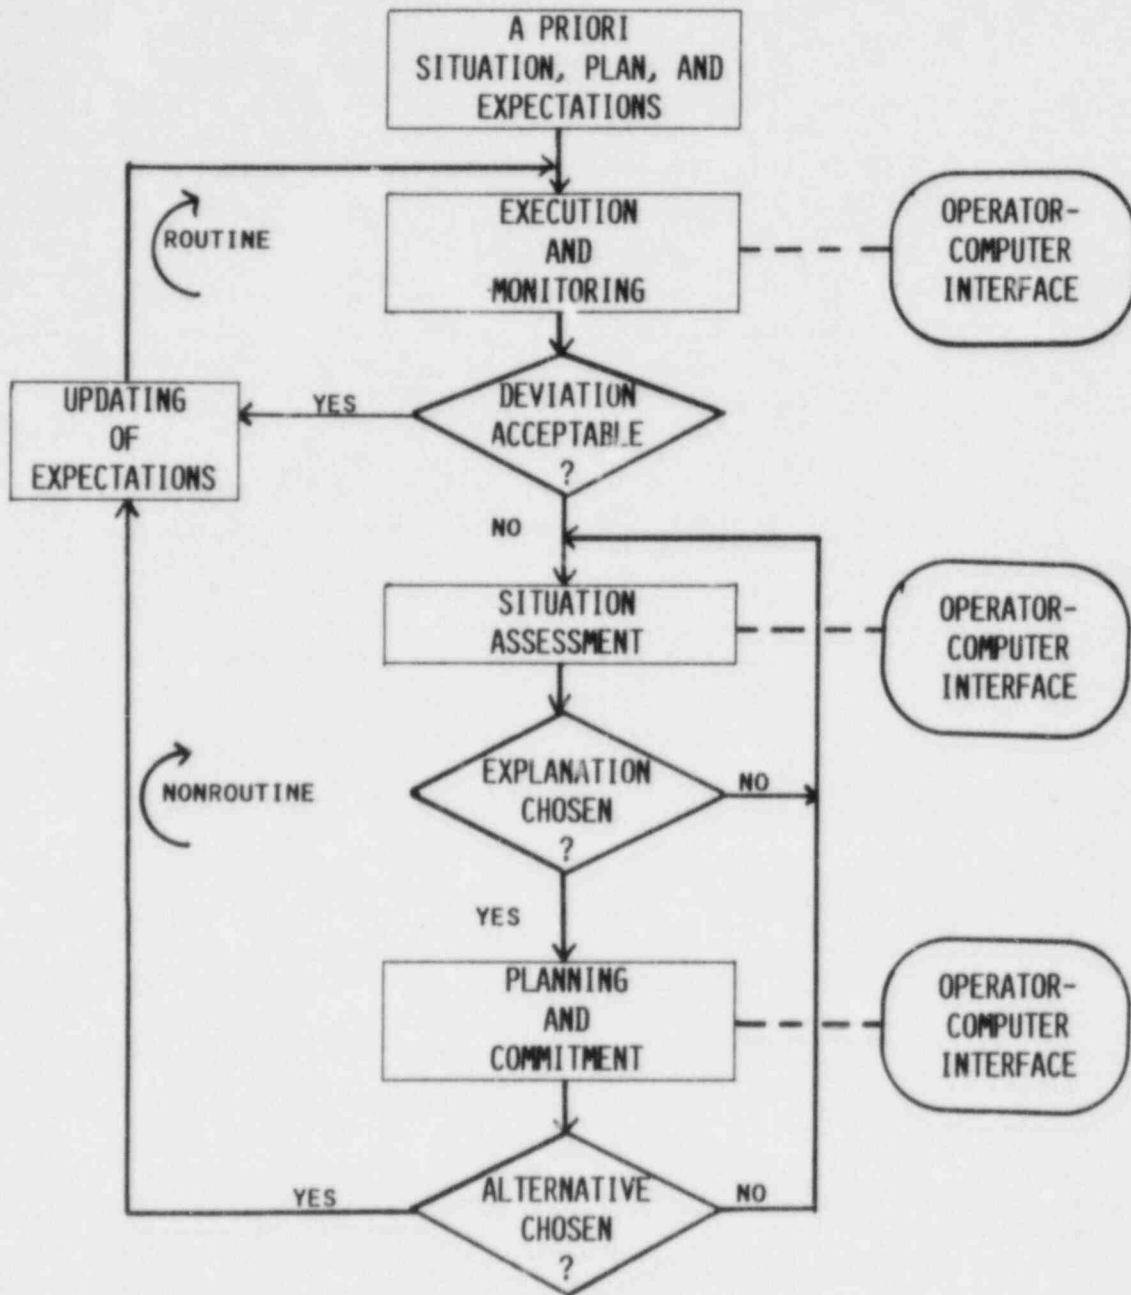 A PRIORI
SITUATION, PLAN, AND
EXPECTATIONS
ROUTINE
EXECUTION
AND
MONITORING
OPERATOR-
COMPUTER
INTERFACE
UPDATING
OF
EXPECTATIONS
YES
DEVIATION
ACCEPTABLE
?
NO
SITUATION
ASSESSMENT
OPERATOR-
COMPUTER
INTERFACE
NONROUTINE
EXPLANATION
CHOSEN
?
NO
YES
PLANNING
AND
COMMITMENT
OPERATOR-
COMPUTER
INTERFACE
YES
ALTERNATIVE
CHOSEN
?
NO